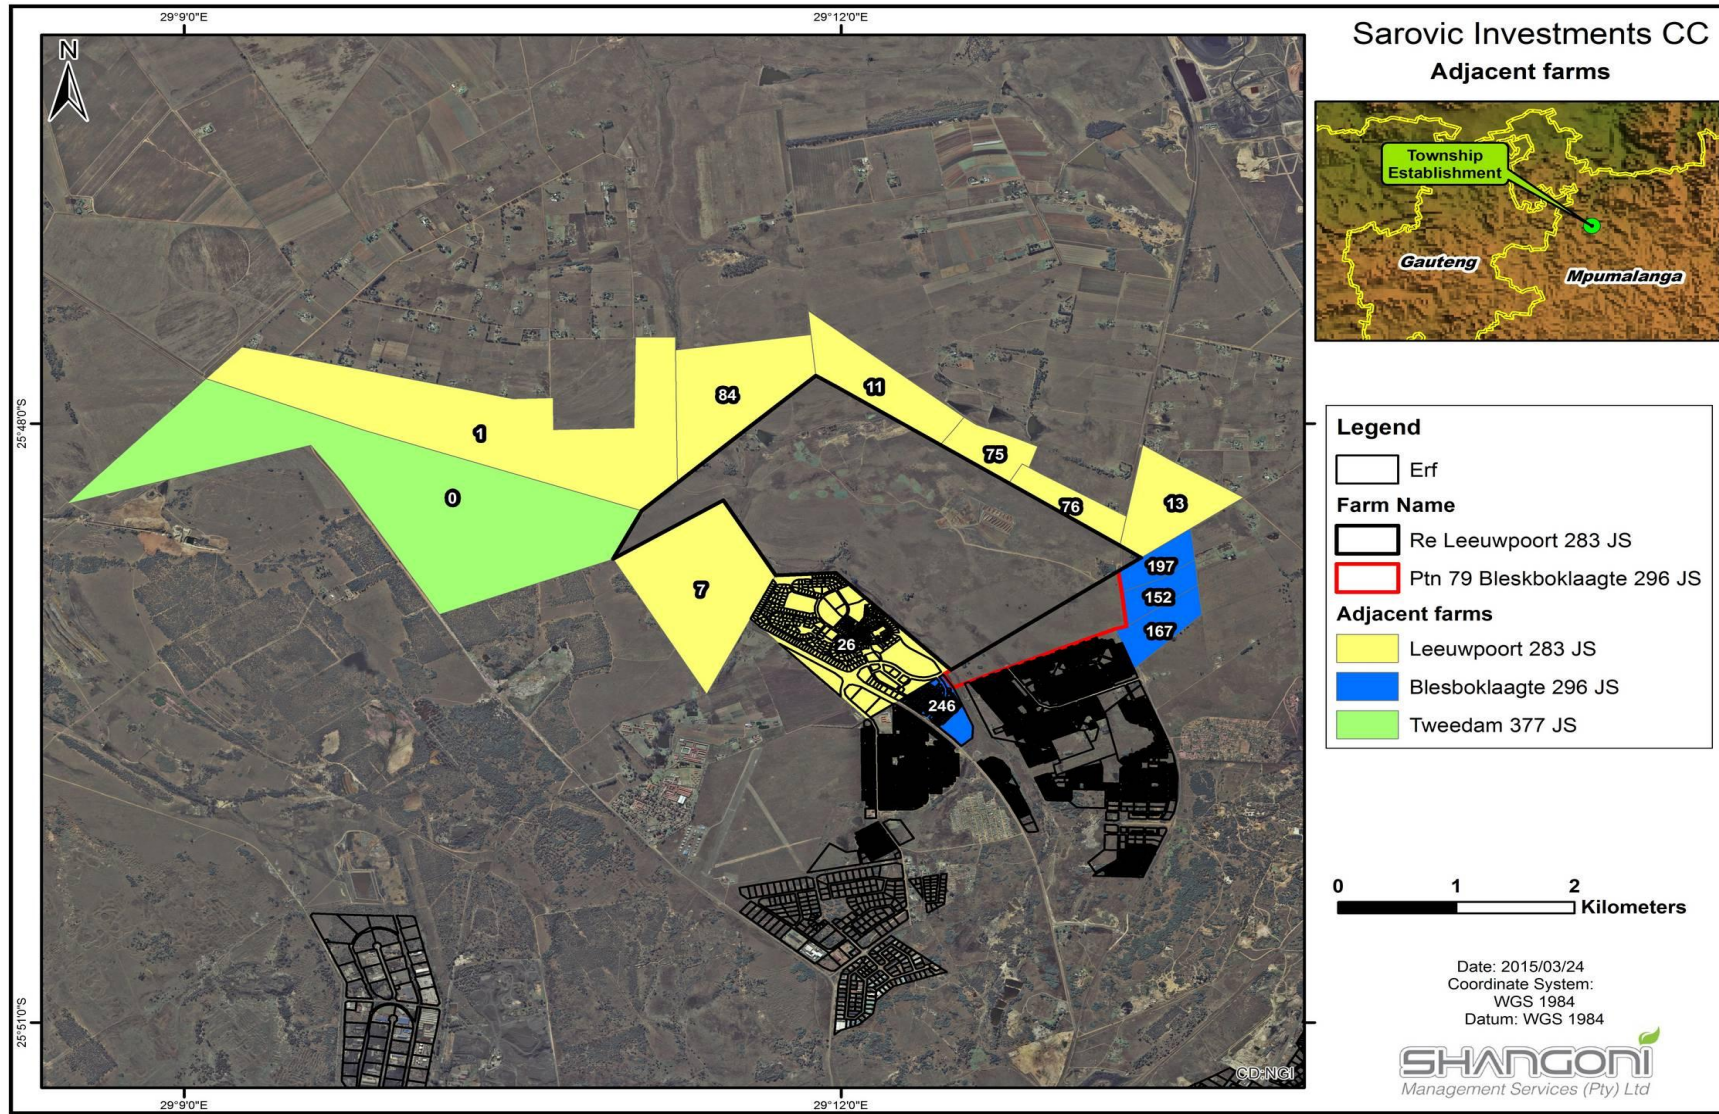 29°9'0"E
29°12'0"E
N
25°48'0"S
25°51'0"S
84
11
1
75
0
76
13
7
197
152
167
26
246
CD:NGI
29°9'0"E
29°12'0"E
Sarovic Investments CC
Adjacent farms
Township
Establishment
Gauteng
Mpumalanga
Legend
Erf
Farm Name
Re Leeuwpoort 283 JS
Ptn 79 Bleskboklaagte 296 JS
Adjacent farms
Leeuwpoort 283 JS
Blesboklaagte 296 JS
Tweedam 377 JS
0 1 2
Kilometers
Date: 2015/03/24
Coordinate System:
WGS 1984
Datum: WGS 1984
SHANGONI
Management Services (Pty) Ltd